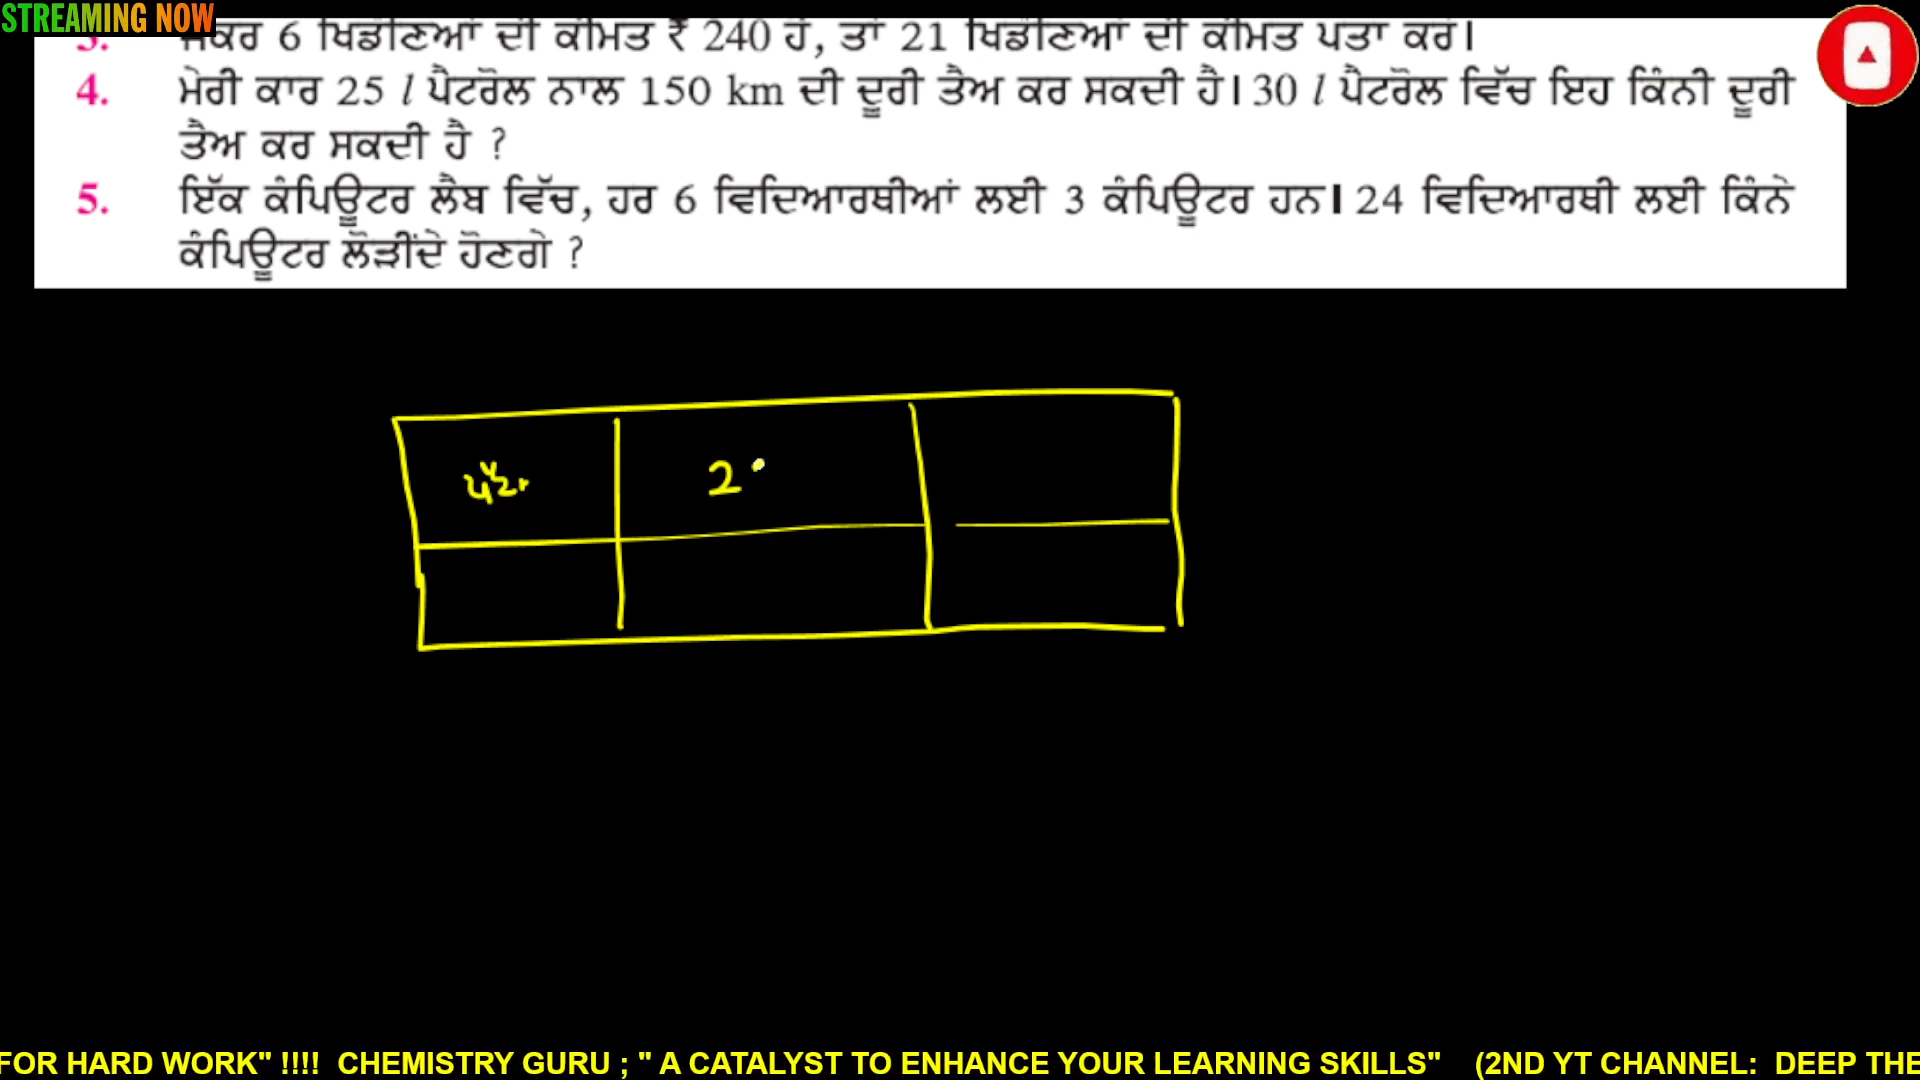 STREAMING NOW
3. ਜੇਕਰ 6 ਖਿਡੌਣਿਆਂ ਦੀ ਕੀਮਤ ₹ 240 ਹੈ, ਤਾਂ 21 ਖਿਡੌਣਿਆਂ ਦੀ ਕੀਮਤ ਪਤਾ ਕਰੋ।
4. ਮੇਰੀ ਕਾਰ 25 l ਪੈਟਰੋਲ ਨਾਲ 150 km ਦੀ ਦੂਰੀ ਤੈਅ ਕਰ ਸਕਦੀ ਹੈ। 30 l ਪੈਟਰੋਲ ਵਿੱਚ ਇਹ ਕਿੰਨੀ ਦੂਰੀ
ਤੈਅ ਕਰ ਸਕਦੀ ਹੈ ?
5. ਇੱਕ ਕੰਪਿਊਟਰ ਲੈਬ ਵਿੱਚ, ਹਰ 6 ਵਿਦਿਆਰਥੀਆਂ ਲਈ 3 ਕੰਪਿਊਟਰ ਹਨ। 24 ਵਿਦਿਆਰਥੀ ਲਈ ਕਿੰਨੇ
ਕੰਪਿਊਟਰ ਲੋੜੀਂਦੇ ਹੋਣਗੇ ?
2
FOR HARD WORK" !!!! CHEMISTRY GURU ; " A CATALYST TO ENHANCE YOUR LEARNING SKILLS" (2ND YT CHANNEL: DEEP THE